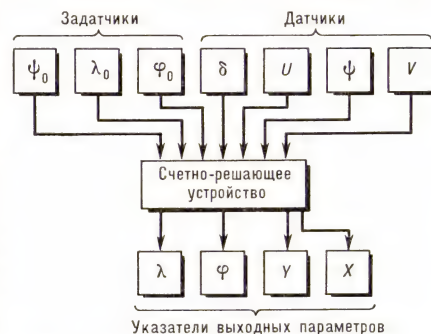 Задатчики Датчики
ψ₀ λ₀ φ₀ δ U ψ V
Счетно-решающее
устройство
λ φ Y X
Указатели выходных параметров